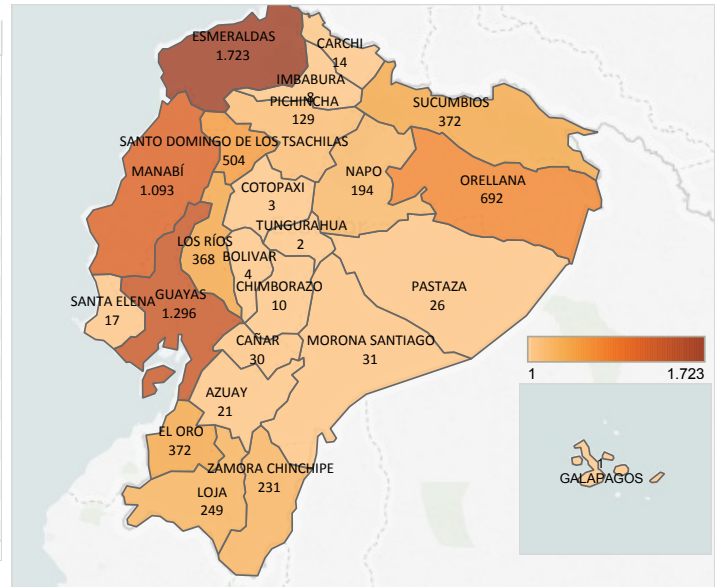 ESMERALDAS
1.723
CARCHI
14
IMBABURA
8
PICHINCHA
129
SUCUMBIOS
372
SANTO DOMINGO DE LOS TSACHILAS
504
MANABÍ
1.093
COTOPAXI
3
NAPO
194
ORELLANA
692
TUNGURAHUA
2
LOS RÍOS
368
BOLIVAR
4
CHIMBORAZO
10
PASTAZA
26
SANTA ELENA
17
GUAYAS
1.296
CAÑAR
30
MORONA SANTIAGO
31
1 1.723
AZUAY
21
EL ORO
372
ZAMORA CHINCHIPE
231
LOJA
249
1
GALAPAGOS